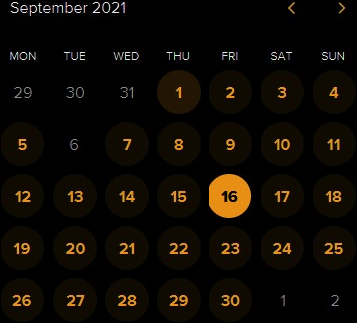 September 2021
MON TUE WED THU FRI SAT SUN
29 30 31 1 2 3 4
5 6 7 8 9 10 11
12 13 14 15 16 17 18
19 20 21 22 23 24 25
26 27 28 29 30 1 2